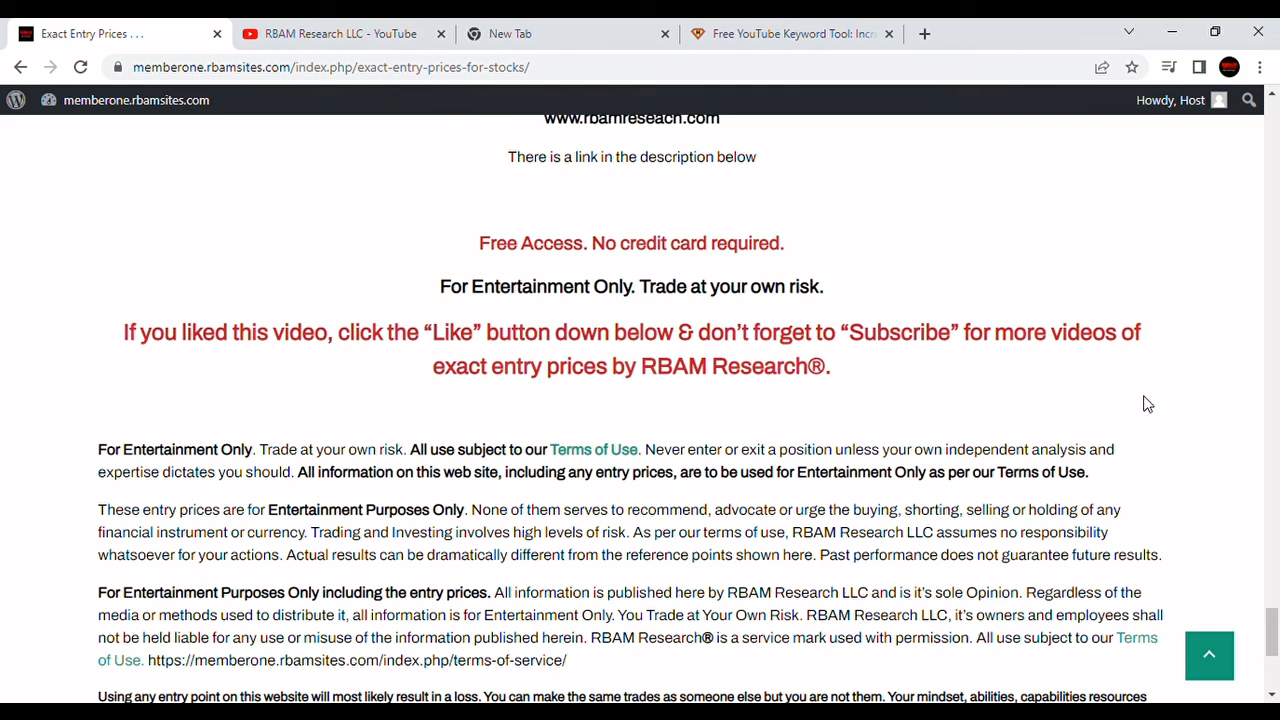 Exact Entry Prices . . .
RBAM Research LLC - YouTube
New Tab
Free YouTube Keyword Tool: Incre
memberone.rbamsites.com/index.php/exact-entry-prices-for-stocks/
memberone.rbamsites.com
Howdy, Host
www.rbamreseach.com
There is a link in the description below
Free Access. No credit card required.
For Entertainment Only. Trade at your own risk.
If you liked this video, click the “Like” button down below & don’t forget to “Subscribe” for more videos of
exact entry prices by RBAM Research®.
For Entertainment Only. Trade at your own risk. All use subject to our Terms of Use. Never enter or exit a position unless your own independent analysis and
expertise dictates you should. All information on this web site, including any entry prices, are to be used for Entertainment Only as per our Terms of Use.
These entry prices are for Entertainment Purposes Only. None of them serves to recommend, advocate or urge the buying, shorting, selling or holding of any
financial instrument or currency. Trading and Investing involves high levels of risk. As per our terms of use, RBAM Research LLC assumes no responsibility
whatsoever for your actions. Actual results can be dramatically different from the reference points shown here. Past performance does not guarantee future results.
For Entertainment Purposes Only including the entry prices. All information is published here by RBAM Research LLC and is it’s sole Opinion. Regardless of the
media or methods used to distribute it, all information is for Entertainment Only. You Trade at Your Own Risk. RBAM Research LLC, it’s owners and employees shall
not be held liable for any use or misuse of the information published herein. RBAM Research® is a service mark used with permission. All use subject to our Terms
of Use. https://memberone.rbamsites.com/index.php/terms-of-service/
Using any entry point on this website will most likely result in a loss. You can make the same trades as someone else but you are not them. Your mindset, abilities, capabilities resources